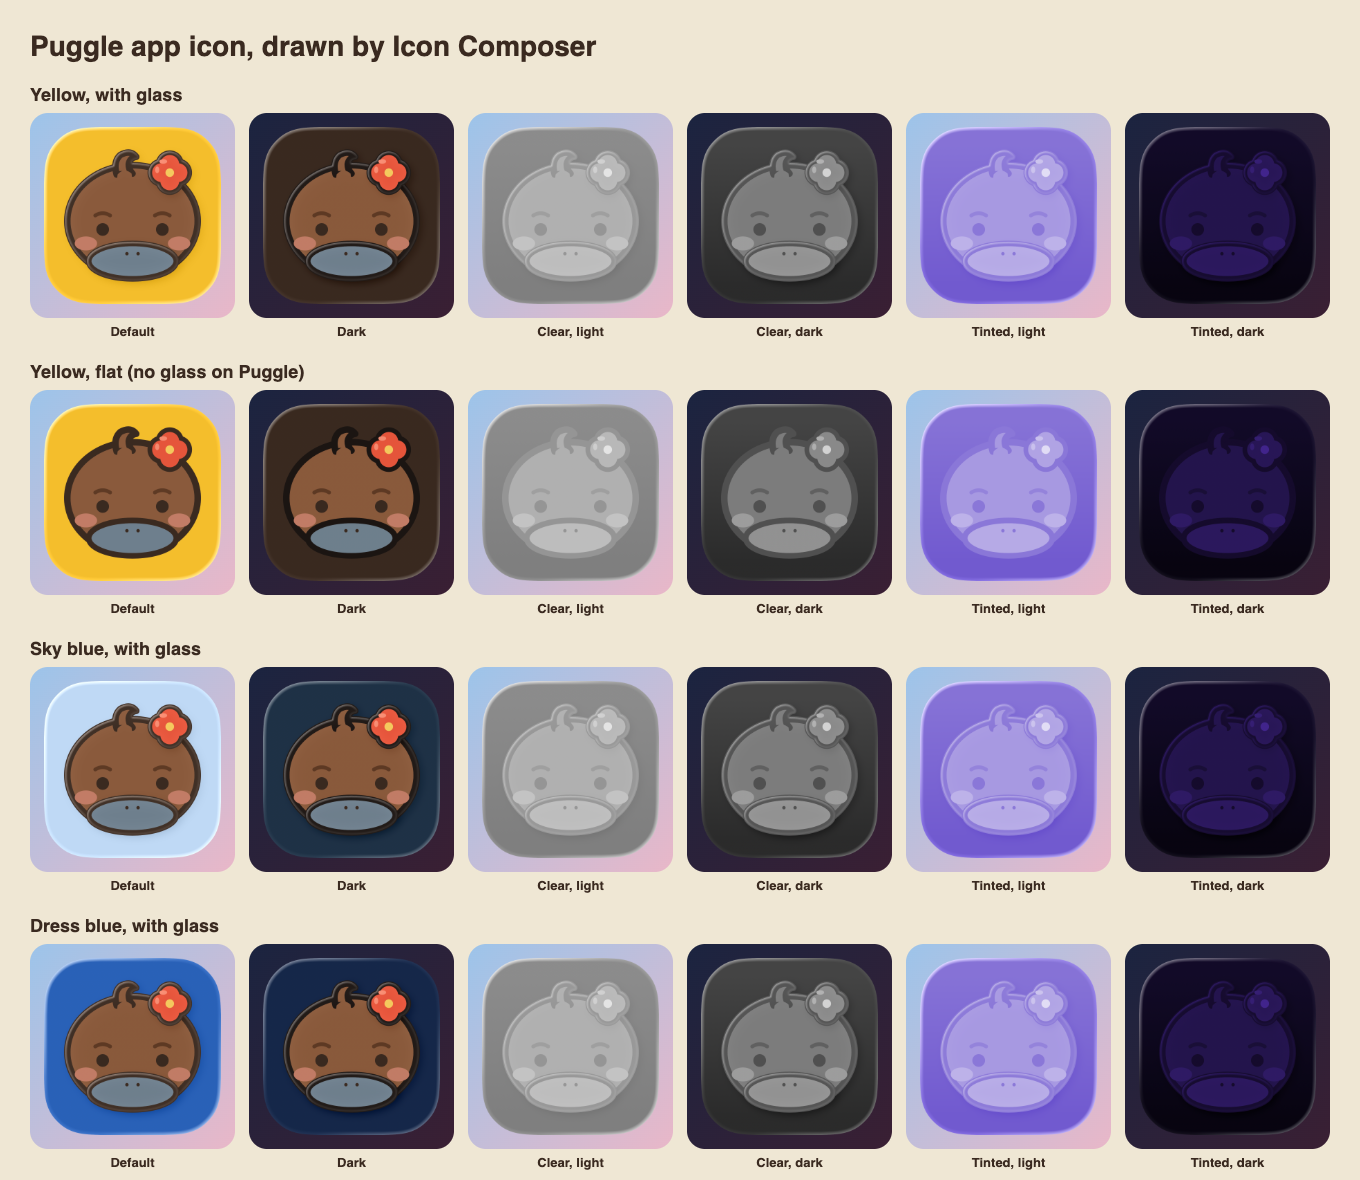 Puggle app icon, drawn by Icon Composer
Yellow, with glass
Default Dark Clear, light Clear, dark Tinted, light Tinted, dark
Yellow, flat (no glass on Puggle)
Default Dark Clear, light Clear, dark Tinted, light Tinted, dark
Sky blue, with glass
Default Dark Clear, light Clear, dark Tinted, light Tinted, dark
Dress blue, with glass
Default Dark Clear, light Clear, dark Tinted, light Tinted, dark